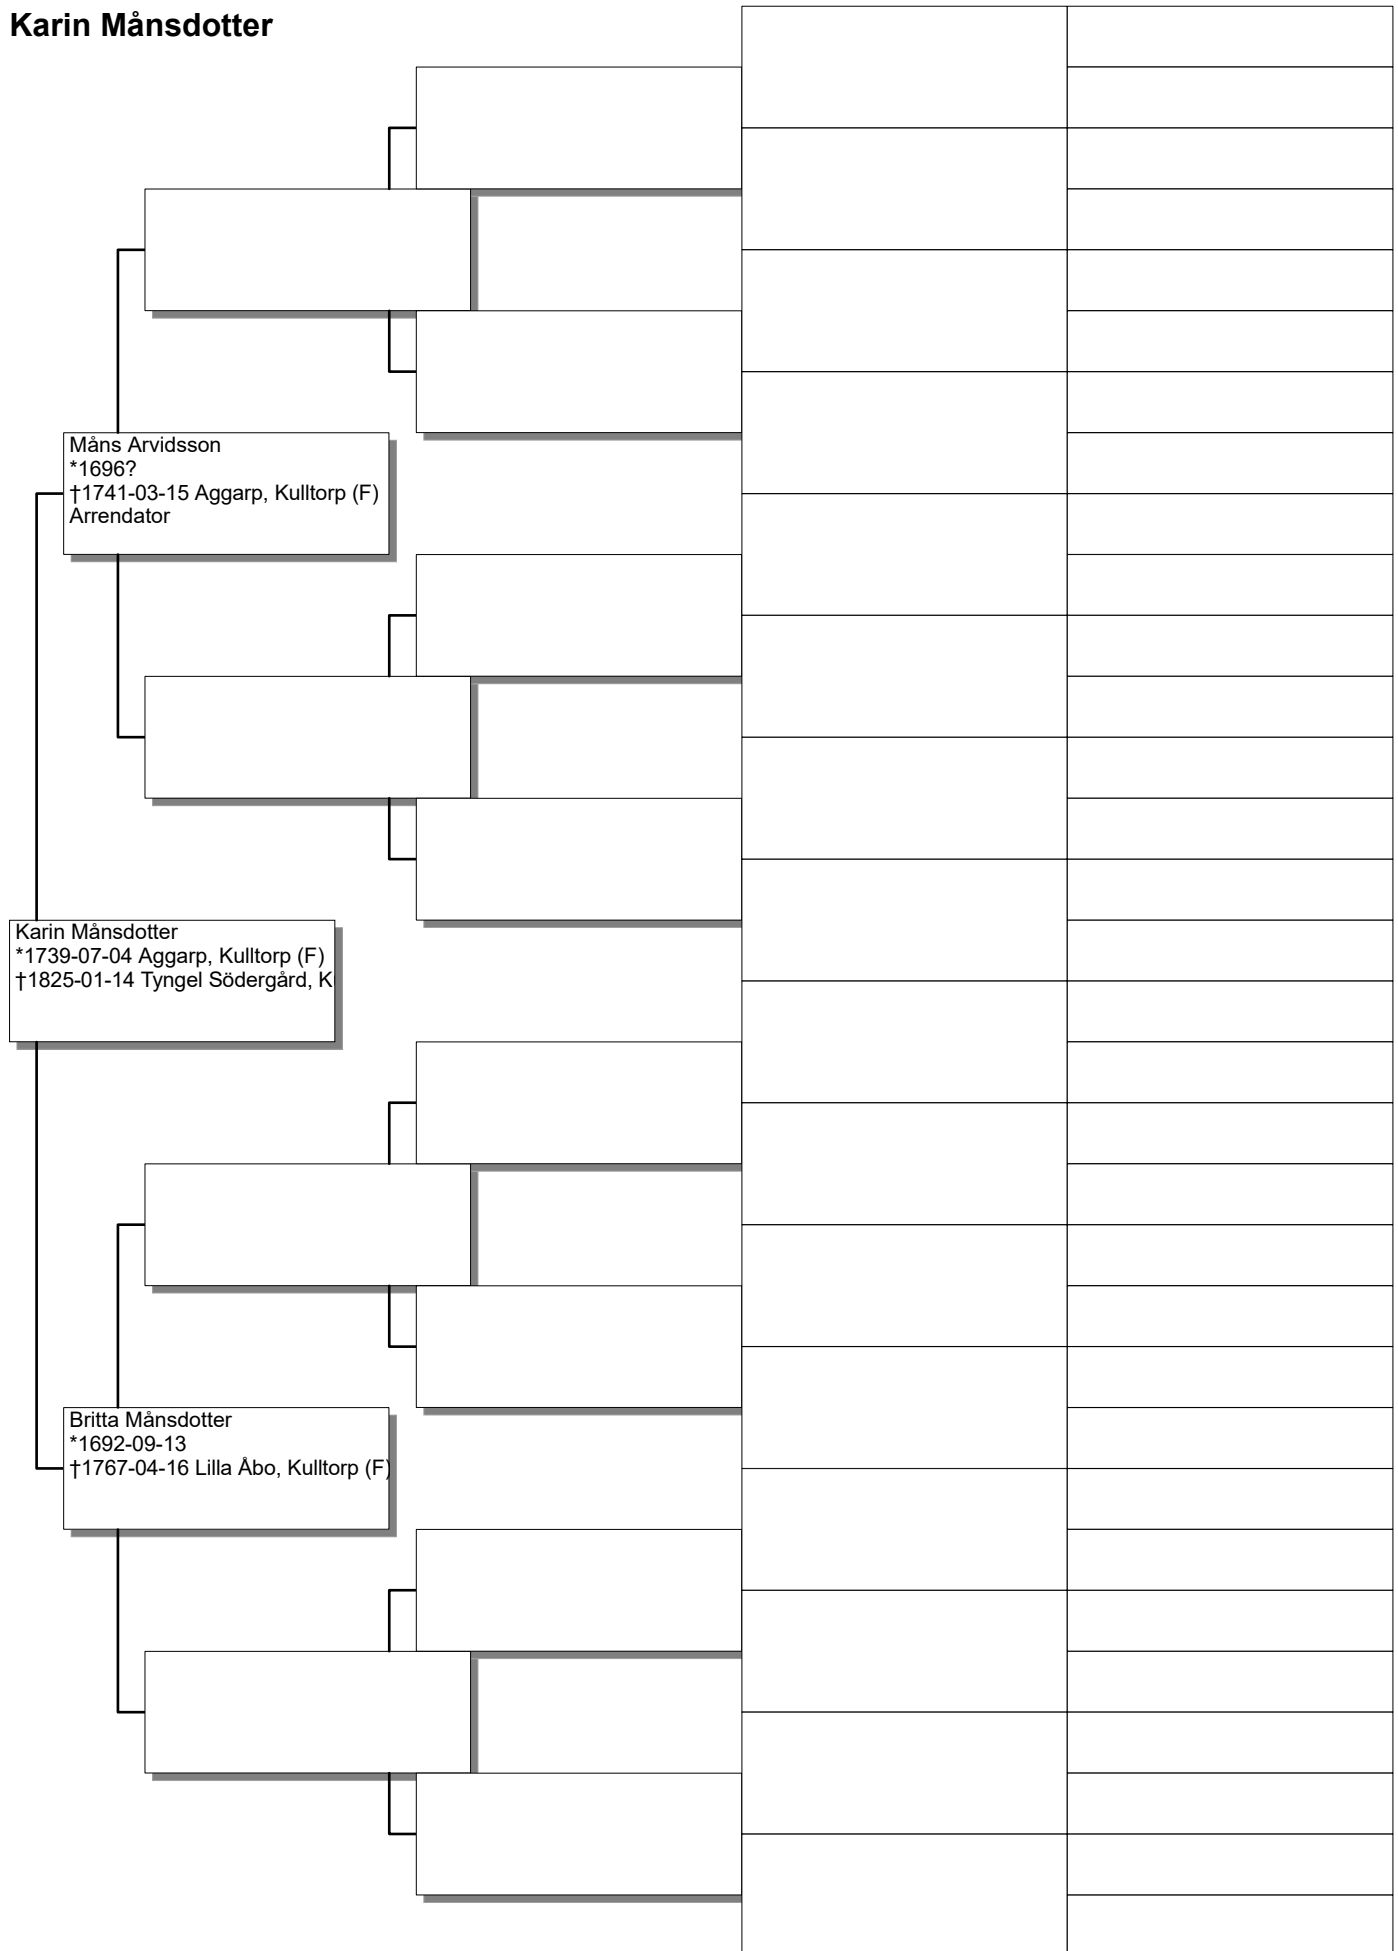 Karin Månsdotter
Måns Arvidsson
*1696?
†1741-03-15 Aggarp, Kulltorp (F)
Arrendator
Karin Månsdotter
*1739-07-04 Aggarp, Kulltorp (F)
†1825-01-14 Tyngel Södergård, K
Britta Månsdotter
*1692-09-13
†1767-04-16 Lilla Åbo, Kulltorp (F)